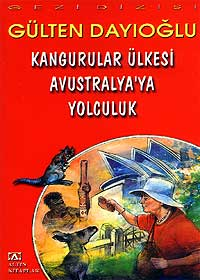 GEZİ DİZİSİ
GÜLTEN DAYIOĞLU
KANGURULAR ÜLKESİ
AVUSTRALYA'YA
YOLCULUK
A
ALTIN
KİTAPLAR